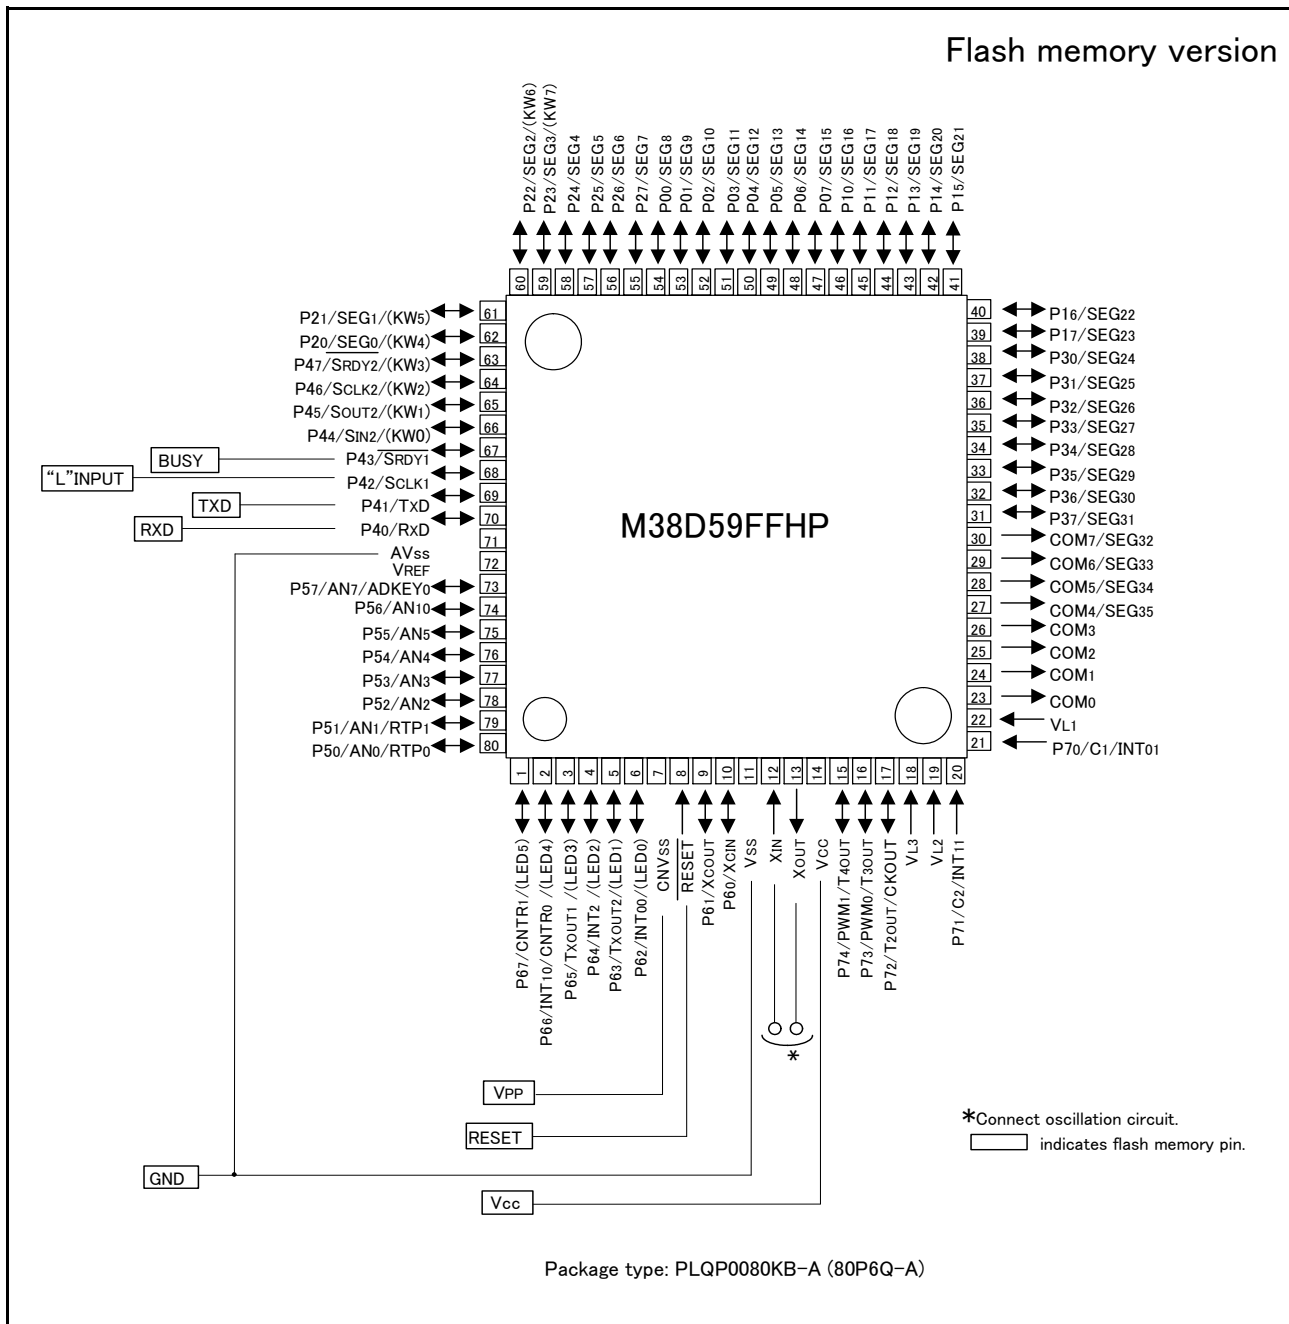 Flash memory version
P22/SEG2/(KW6)
P23/SEG3/(KW7)
P24/SEG4
P25/SEG5
P26/SEG6
P27/SEG7
P00/SEG8
P01/SEG9
P02/SEG10
P03/SEG11
P04/SEG12
P05/SEG13
P06/SEG14
P07/SEG15
P10/SEG16
P11/SEG17
P12/SEG18
P13/SEG19
P14/SEG20
P15/SEG21
60 59 58 57 56 55 54 53 52 51 50 49 48 47 46 45 44 43 42 41
P21/SEG1/(KW5) 61
P20/SEG0/(KW4) 62
P47/SRDY2/(KW3) 63
P46/SCLK2/(KW2) 64
P45/SOUT2/(KW1) 65
P44/SIN2/(KW0) 66
BUSY P43/SRDY1 67
“L”INPUT P42/SCLK1 68
TXD P41/TXD 69
RXD P40/RXD 70
AVSS 71
VREF 72
P57/AN7/ADKEY0 73
P56/AN10 74
P55/AN5 75
P54/AN4 76
P53/AN3 77
P52/AN2 78
P51/AN1/RTP1 79
P50/AN0/RTP0 80
M38D59FFHP
40 P16/SEG22
39 P17/SEG23
38 P30/SEG24
37 P31/SEG25
36 P32/SEG26
35 P33/SEG27
34 P34/SEG28
33 P35/SEG29
32 P36/SEG30
31 P37/SEG31
30 COM7/SEG32
29 COM6/SEG33
28 COM5/SEG34
27 COM4/SEG35
26 COM3
25 COM2
24 COM1
23 COM0
22 VL1
21 P70/C1/INT01
1 2 3 4 5 6 7 8 9 10 11 12 13 14 15 16 17 18 19 20
P67/CNTR1/(LED5)
P66/INT10/CNTR0/(LED4)
P65/TXOUT1/(LED3)
P64/INT2/(LED2)
P63/TXOUT2/(LED1)
P62/INT00/(LED0)
CNVSS
RESET
P61/XCOUT
P60/XCIN
VSS
XIN
XOUT
VCC
P74/PWM1/T4OUT
P73/PWM0/T3OUT
P72/T2OUT/CKOUT
VL3
VL2
P71/C2/INT11
*
VPP
RESET
GND
Vcc
*Connect oscillation circuit.
indicates flash memory pin.
Package type: PLQP0080KB-A (80P6Q-A)